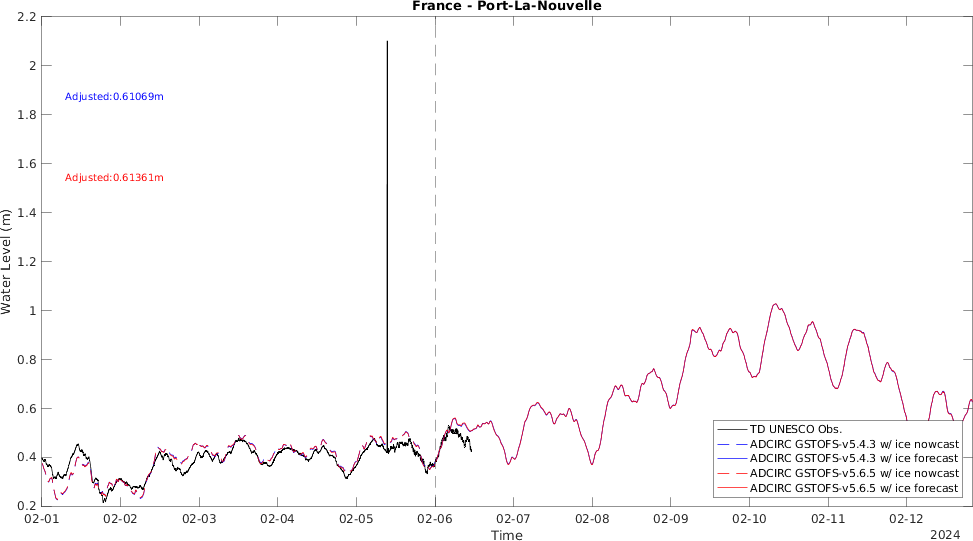 France - Port-La-Nouvelle
2.2
2
1.8
1.6
1.4
1.2
1
0.8
0.6
0.4
0.2
Water Level (m)
Adjusted:0.61069m
Adjusted:0.61361m
TD UNESCO Obs.
ADCIRC GSTOFS-v5.4.3 w/ ice nowcast
ADCIRC GSTOFS-v5.4.3 w/ ice forecast
ADCIRC GSTOFS-v5.6.5 w/ ice nowcast
ADCIRC GSTOFS-v5.6.5 w/ ice forecast
02-01 02-02 02-03 02-04 02-05 02-06 02-07 02-08 02-09 02-10 02-11 02-12
Time
2024